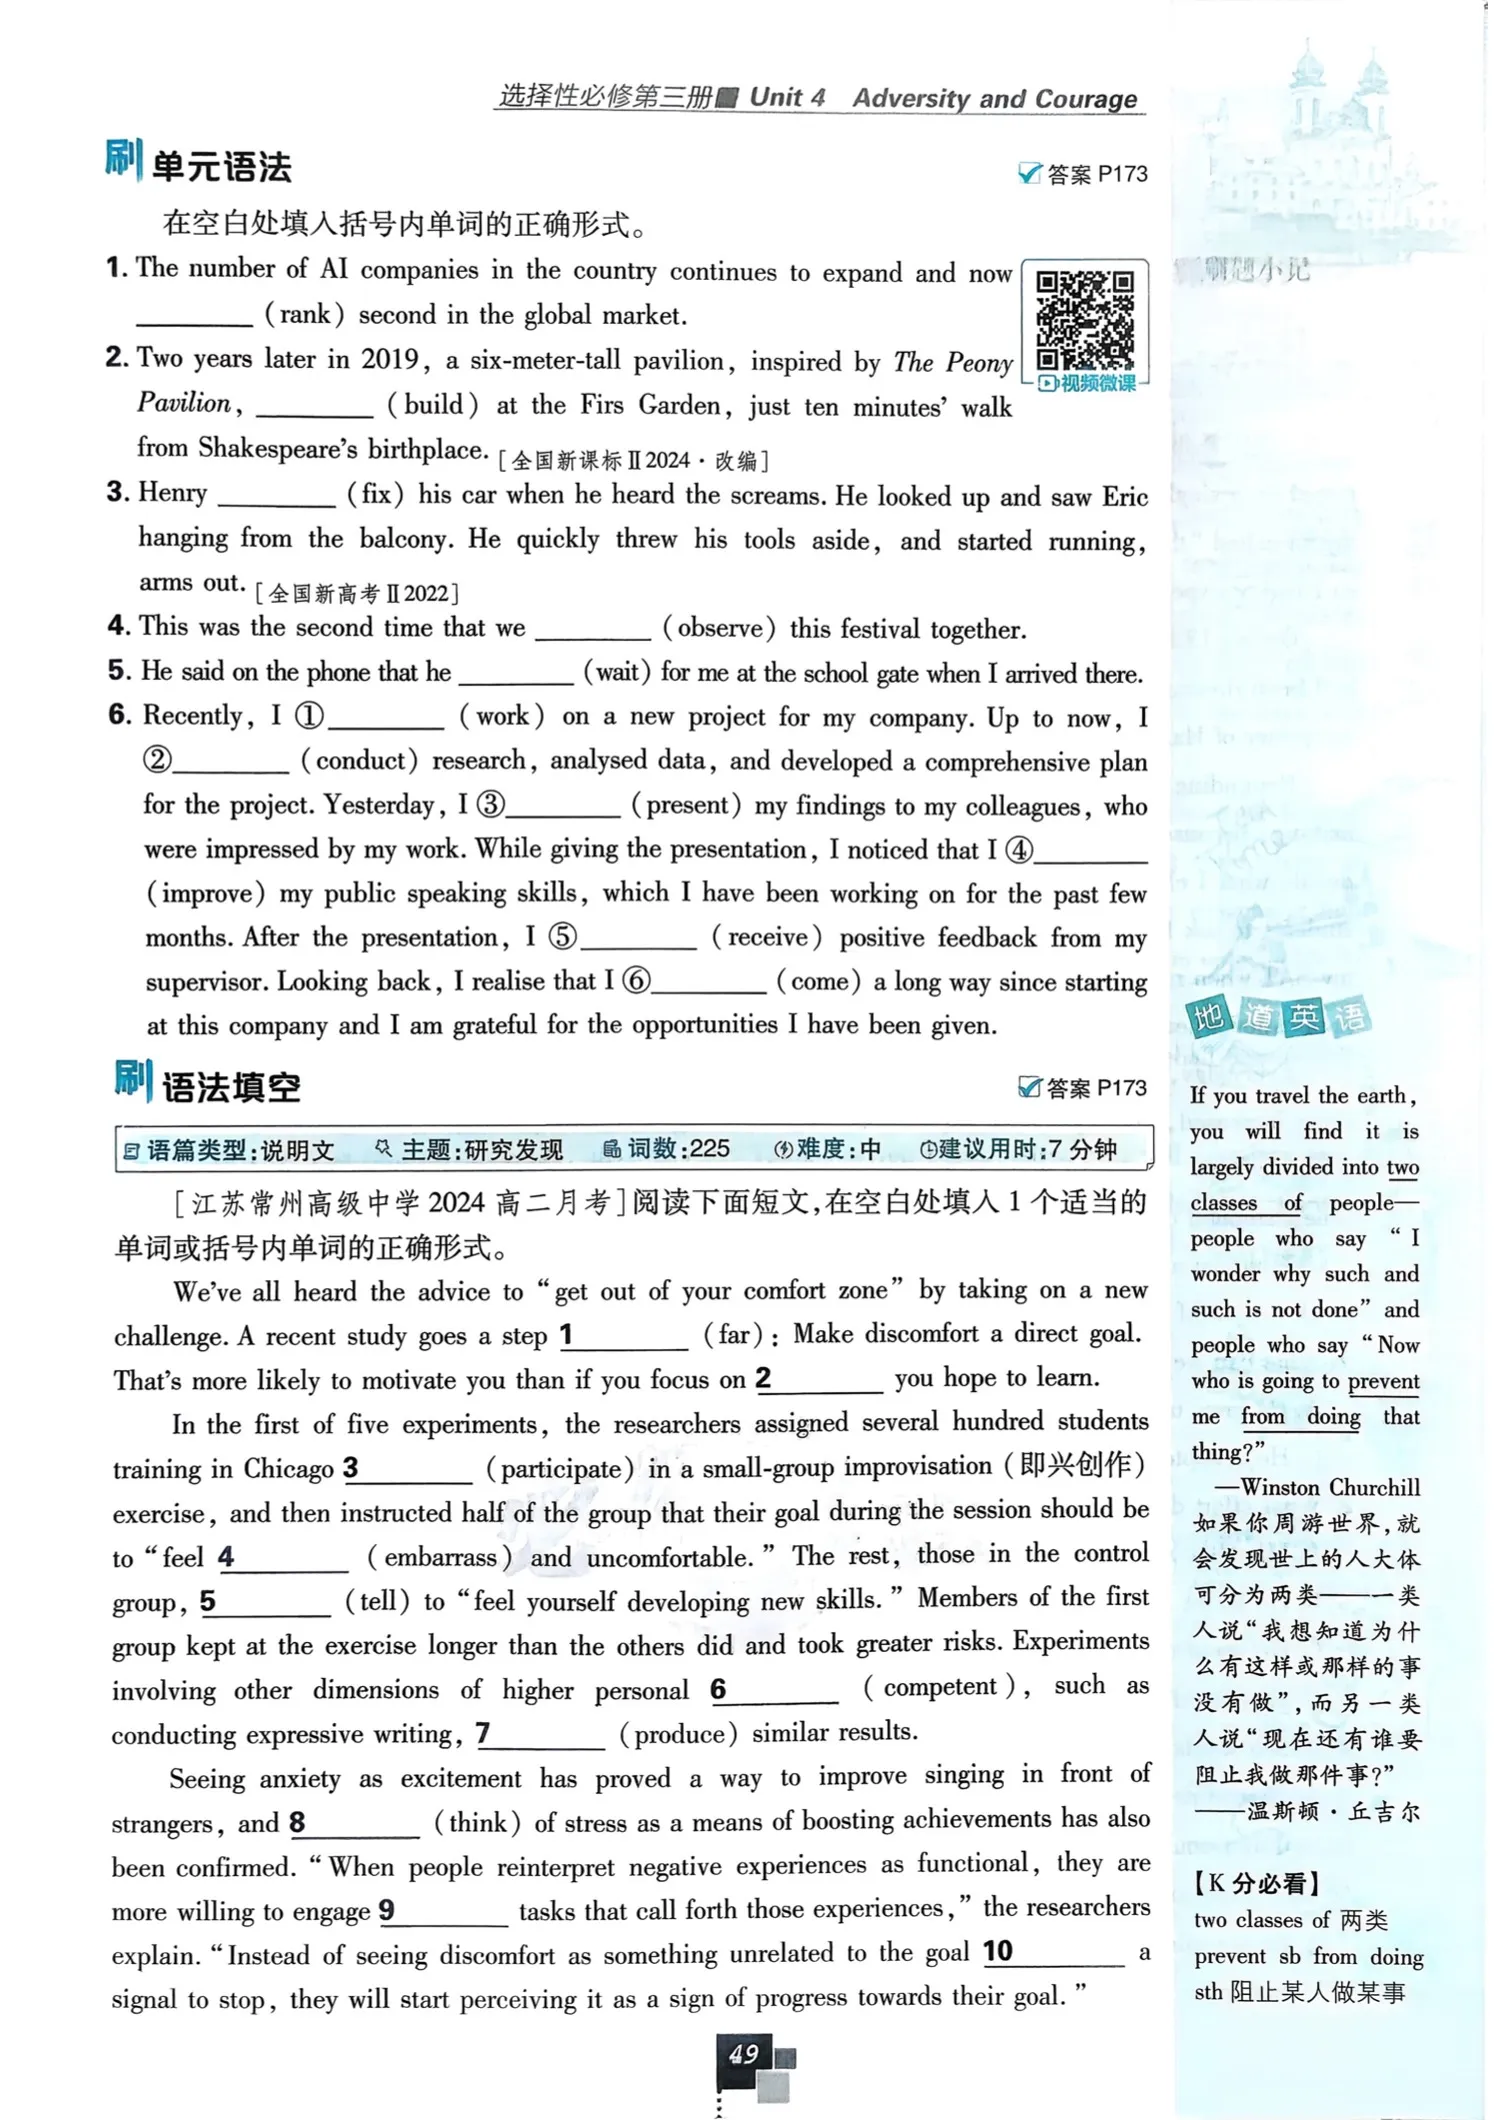 选择性必修第三册 Unit 4 Adversity and Courage
刷 单元语法
答案 P173
在空白处填入括号内单词的正确形式。
1. The number of AI companies in the country continues to expand and now
________ (rank) second in the global market.
2. Two years later in 2019, a six-meter-tall pavilion, inspired by The Peony
Pavilion, ________ (build) at the Firs Garden, just ten minutes' walk
from Shakespeare's birthplace. [全国新课标Ⅱ2024·改编]
视频微课
3. Henry ________ (fix) his car when he heard the screams. He looked up and saw Eric
hanging from the balcony. He quickly threw his tools aside, and started running,
arms out. [全国新高考Ⅱ2022]
4. This was the second time that we ________ (observe) this festival together.
5. He said on the phone that he ________ (wait) for me at the school gate when I arrived there.
6. Recently, I ①________ (work) on a new project for my company. Up to now, I
②________ (conduct) research, analysed data, and developed a comprehensive plan
for the project. Yesterday, I ③________ (present) my findings to my colleagues, who
were impressed by my work. While giving the presentation, I noticed that I ④________
(improve) my public speaking skills, which I have been working on for the past few
months. After the presentation, I ⑤________ (receive) positive feedback from my
supervisor. Looking back, I realise that I ⑥________ (come) a long way since starting
at this company and I am grateful for the opportunities I have been given.
刷 语法填空
答案 P173
语篇类型:说明文 主题:研究发现 词数:225 难度:中 建议用时:7 分钟
[江苏常州高级中学 2024 高二月考]阅读下面短文,在空白处填入 1 个适当的
单词或括号内单词的正确形式。
We've all heard the advice to "get out of your comfort zone" by taking on a new
challenge. A recent study goes a step 1________ (far): Make discomfort a direct goal.
That's more likely to motivate you than if you focus on 2________ you hope to learn.
In the first of five experiments, the researchers assigned several hundred students
training in Chicago 3________ (participate) in a small-group improvisation (即兴创作)
exercise, and then instructed half of the group that their goal during the session should be
to "feel 4________ (embarrass) and uncomfortable." The rest, those in the control
group, 5________ (tell) to "feel yourself developing new skills." Members of the first
group kept at the exercise longer than the others did and took greater risks. Experiments
involving other dimensions of higher personal 6________ (competent), such as
conducting expressive writing, 7________ (produce) similar results.
Seeing anxiety as excitement has proved a way to improve singing in front of
strangers, and 8________ (think) of stress as a means of boosting achievements has also
been confirmed. "When people reinterpret negative experiences as functional, they are
more willing to engage 9________ tasks that call forth those experiences," the researchers
explain. "Instead of seeing discomfort as something unrelated to the goal 10________ a
signal to stop, they will start perceiving it as a sign of progress towards their goal."
刷题小记
地道英语
If you travel the earth,
you will find it is
largely divided into two
classes of people—
people who say "I
wonder why such and
such is not done" and
people who say "Now
who is going to prevent
me from doing that
thing?"
—Winston Churchill
如果你周游世界,就
会发现世上的人大体
可分为两类——一类
人说"我想知道为什
么有这样或那样的事
没有做",而另一类
人说"现在还有谁要
阻止我做那件事?"
——温斯顿·丘吉尔
【K 分必看】
two classes of 两类
prevent sb from doing
sth 阻止某人做某事
49